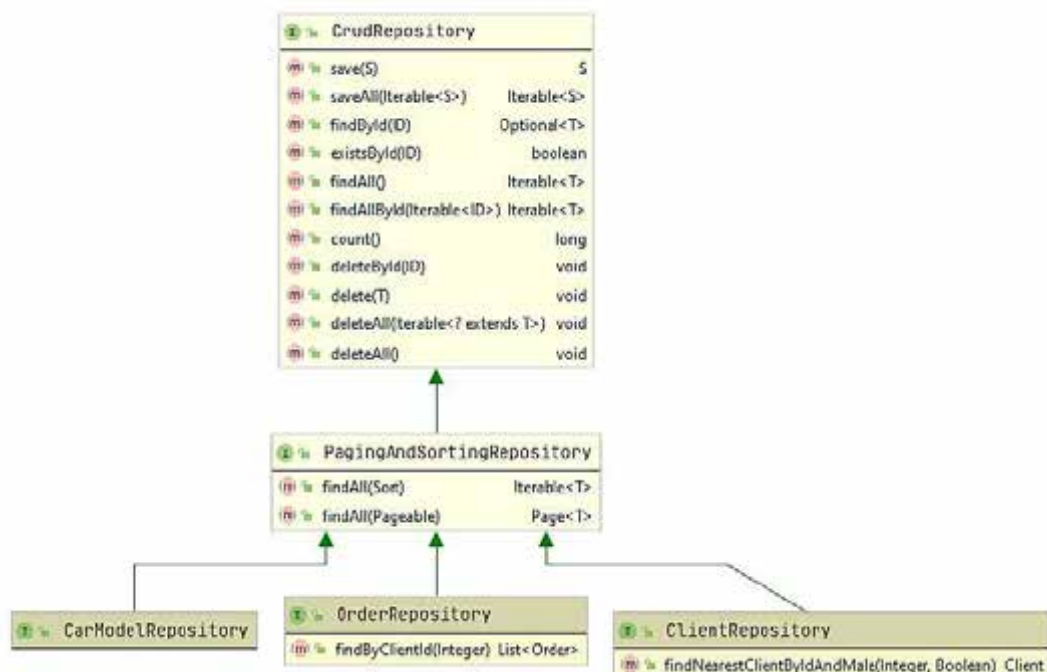 CrudRepository
save(S) S
saveAll(Iterable<S>) Iterable<S>
findById(ID) Optional<T>
existsById(ID) boolean
findAll() Iterable<T>
findAllById(Iterable<ID>) Iterable<T>
count() long
deleteById(ID) void
delete(T) void
deleteAll(Iterable<? extends T>) void
deleteAll() void
PagingAndSortingRepository
findAll(Sort) Iterable<T>
findAll(Pageable) Page<T>
CarModelRepository
OrderRepository
findByClientId(Integer) List<Order>
ClientRepository
findNearestClientByIdAndMale(Integer, Boolean) Client